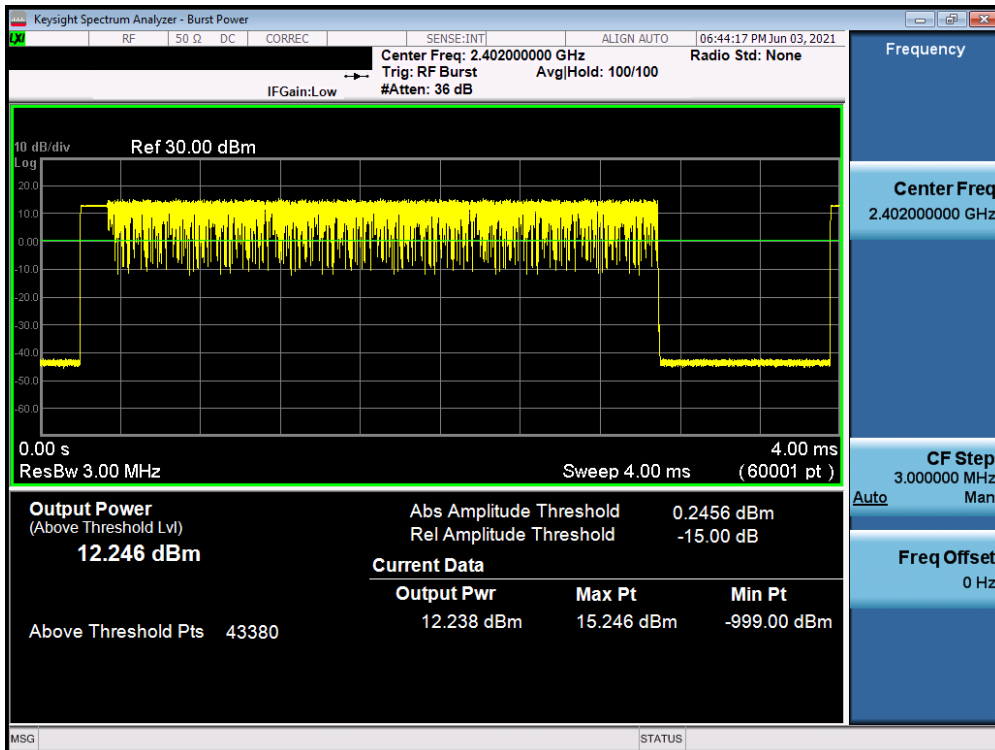 Keysight Spectrum Analyzer - Burst Power
LXI RF 50 Ω DC CORREC SENSE:INT ALIGN AUTO 06:44:17 PM Jun 03, 2021
Center Freq: 2.402000000 GHz Radio Std: None
Trig: RF Burst Avg|Hold: 100/100
IFGain:Low #Atten: 36 dB
10 dB/div Ref 30.00 dBm
Log
20.0
10.0
0.00
-10.0
-20.0
-30.0
-40.0
-50.0
-60.0
0.00 s 4.00 ms
ResBw 3.00 MHz Sweep 4.00 ms (60001 pt)
Output Power
(Above Threshold Lvl)
12.246 dBm
Above Threshold Pts 43380
Abs Amplitude Threshold 0.2456 dBm
Rel Amplitude Threshold -15.00 dB
Current Data
Output Pwr Max Pt Min Pt
12.238 dBm 15.246 dBm -999.00 dBm
MSG STATUS
Frequency
Center Freq
2.402000000 GHz
CF Step
3.000000 MHz
Auto Man
Freq Offset
0 Hz